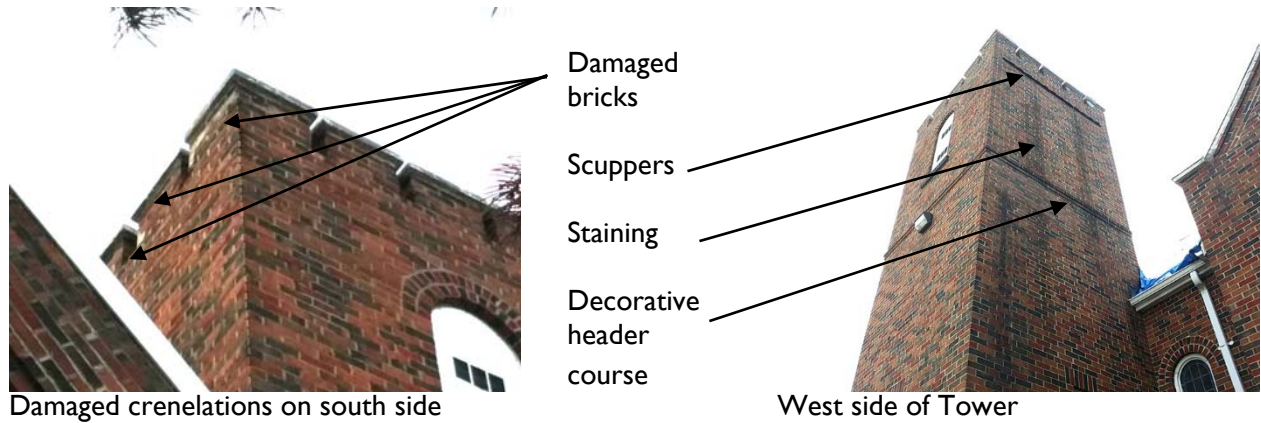 Damaged
bricks
Scuppers
Staining
Decorative
header
course
Damaged crenelations on south side
West side of Tower